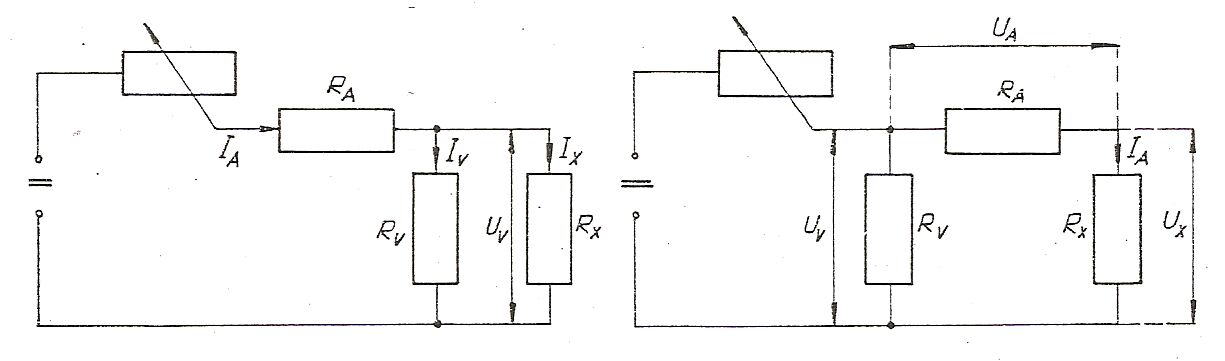 R_A
I_A
I_V
I_X
R_V
U_V
R_X
U_A
R_A
I_A
U_V
R_V
R_X
U_X